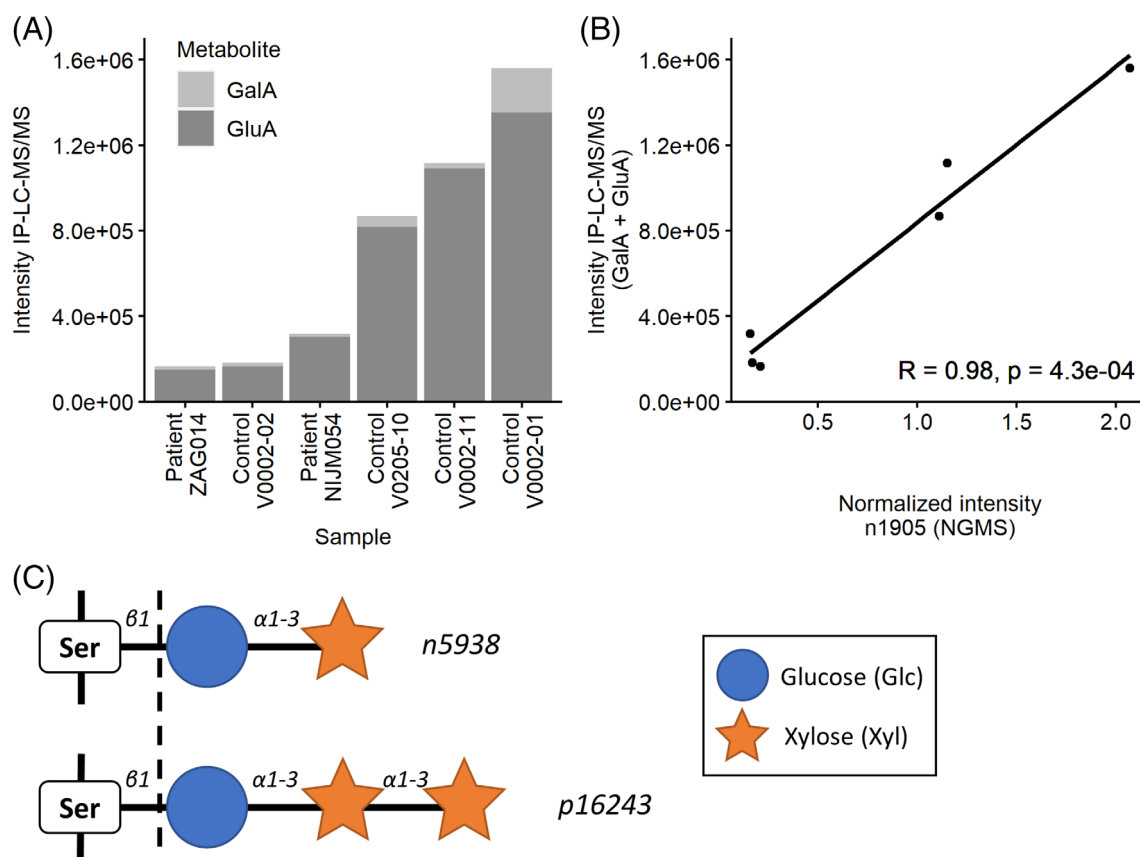 (A)
Intensity IP-LC-MS/MS
1.6e+06
1.2e+06
8.0e+05
4.0e+05
0.0e+00
Metabolite
GalA
GluA
Patient
ZAG014
Control
V0002-02
Patient
NIJM054
Control
V0205-10
Control
V0002-11
Control
V0002-01
Sample
(B)
Intensity IP-LC-MS/MS
(GalA + GluA)
1.6e+06
1.2e+06
8.0e+05
4.0e+05
0.0e+00
R = 0.98, p = 4.3e-04
0.5 1.0 1.5 2.0
Normalized intensity
n1905 (NGMS)
(C)
Ser β1 α1-3 n5938
Ser β1 α1-3 α1-3 p16243
Glucose (Glc)
Xylose (Xyl)